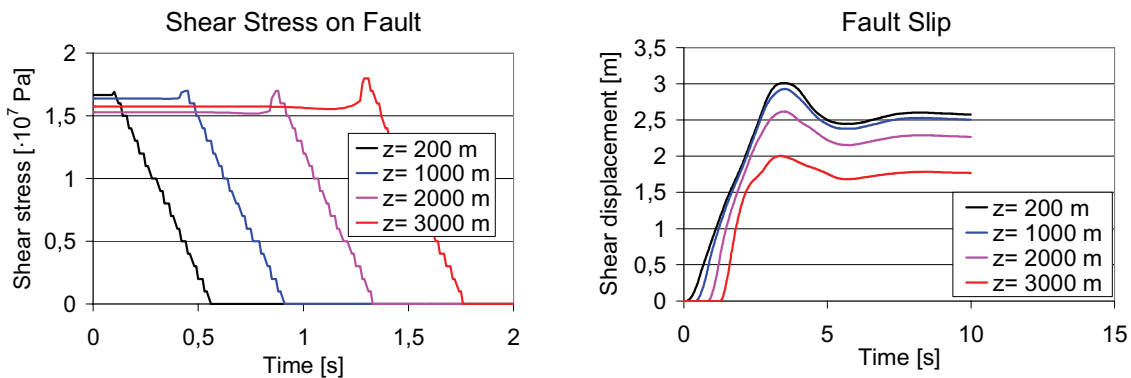 Shear Stress on Fault
Shear stress [·10⁷ Pa]
2
1,5
1
0,5
0
0 0,5 1 1,5 2
Time [s]
z= 200 m
z= 1000 m
z= 2000 m
z= 3000 m
Fault Slip
Shear displacement [m]
3,5
3
2,5
2
1,5
1
0,5
0
0 5 10 15
Time [s]
z= 200 m
z= 1000 m
z= 2000 m
z= 3000 m